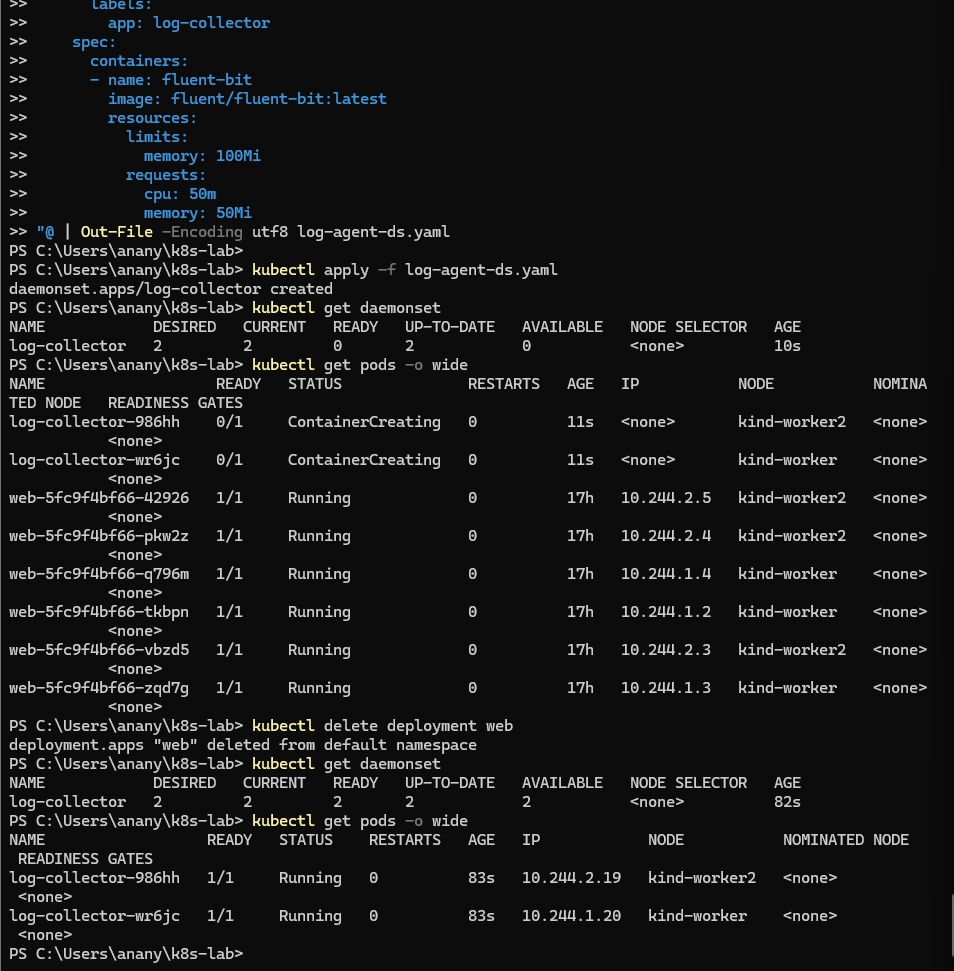 >>       labels:
>>         app: log-collector
>>     spec:
>>       containers:
>>       - name: fluent-bit
>>         image: fluent/fluent-bit:latest
>>         resources:
>>           limits:
>>             memory: 100Mi
>>           requests:
>>             cpu: 50m
>>             memory: 50Mi
>> "@ | Out-File -Encoding utf8 log-agent-ds.yaml
PS C:\Users\anany\k8s-lab>
PS C:\Users\anany\k8s-lab> kubectl apply -f log-agent-ds.yaml
daemonset.apps/log-collector created
PS C:\Users\anany\k8s-lab> kubectl get daemonset
NAME            DESIRED   CURRENT   READY   UP-TO-DATE   AVAILABLE   NODE SELECTOR   AGE
log-collector   2         2         0       2            0           <none>          10s
PS C:\Users\anany\k8s-lab> kubectl get pods -o wide
NAME                   READY   STATUS              RESTARTS   AGE   IP           NODE           NOMINA
TED NODE   READINESS GATES
log-collector-986hh    0/1     ContainerCreating   0          11s   <none>       kind-worker2   <none>
           <none>
log-collector-wr6jc    0/1     ContainerCreating   0          11s   <none>       kind-worker    <none>
           <none>
web-5fc9f4bf66-42926   1/1     Running             0          17h   10.244.2.5   kind-worker2   <none>
           <none>
web-5fc9f4bf66-pkw2z   1/1     Running             0          17h   10.244.2.4   kind-worker2   <none>
           <none>
web-5fc9f4bf66-q796m   1/1     Running             0          17h   10.244.1.4   kind-worker    <none>
           <none>
web-5fc9f4bf66-tkbpn   1/1     Running             0          17h   10.244.1.2   kind-worker    <none>
           <none>
web-5fc9f4bf66-vbzd5   1/1     Running             0          17h   10.244.2.3   kind-worker2   <none>
           <none>
web-5fc9f4bf66-zqd7g   1/1     Running             0          17h   10.244.1.3   kind-worker    <none>
           <none>
PS C:\Users\anany\k8s-lab> kubectl delete deployment web
deployment.apps "web" deleted from default namespace
PS C:\Users\anany\k8s-lab> kubectl get daemonset
NAME            DESIRED   CURRENT   READY   UP-TO-DATE   AVAILABLE   NODE SELECTOR   AGE
log-collector   2         2         2       2            2           <none>          82s
PS C:\Users\anany\k8s-lab> kubectl get pods -o wide
NAME                  READY   STATUS    RESTARTS   AGE   IP            NODE           NOMINATED NODE
 READINESS GATES
log-collector-986hh   1/1     Running   0          83s   10.244.2.19   kind-worker2   <none>
 <none>
log-collector-wr6jc   1/1     Running   0          83s   10.244.1.20   kind-worker    <none>
 <none>
PS C:\Users\anany\k8s-lab>